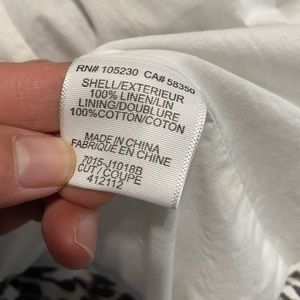 RN# 105230 CA# 58350
SHELL/EXTERIEUR
100% LINEN/LIN
LINING/DOUBLURE
100%COTTON/COTON
MADE IN CHINA
FABRIQUE EN CHINE
7015-J1018B
CUT / COUPE
412112